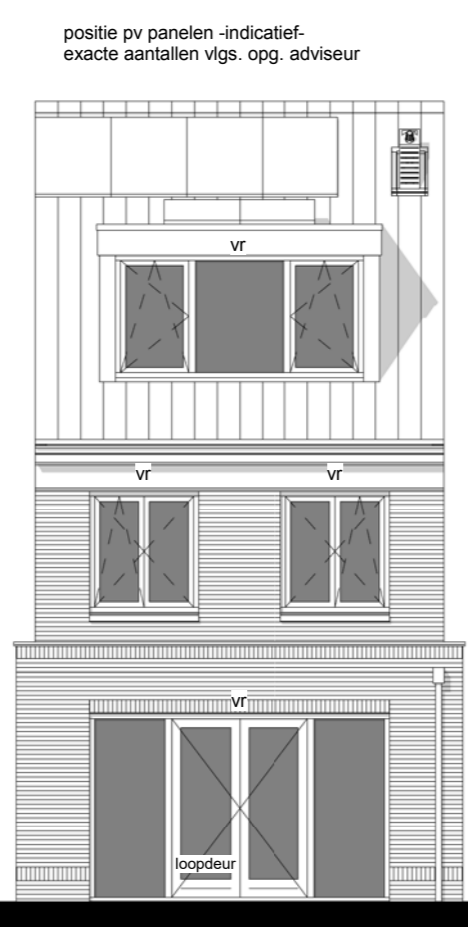 positie pv panelen -indicatief-
exacte aantallen vlgs. opg. adviseur
vr
vr vr
vr
loopdeur